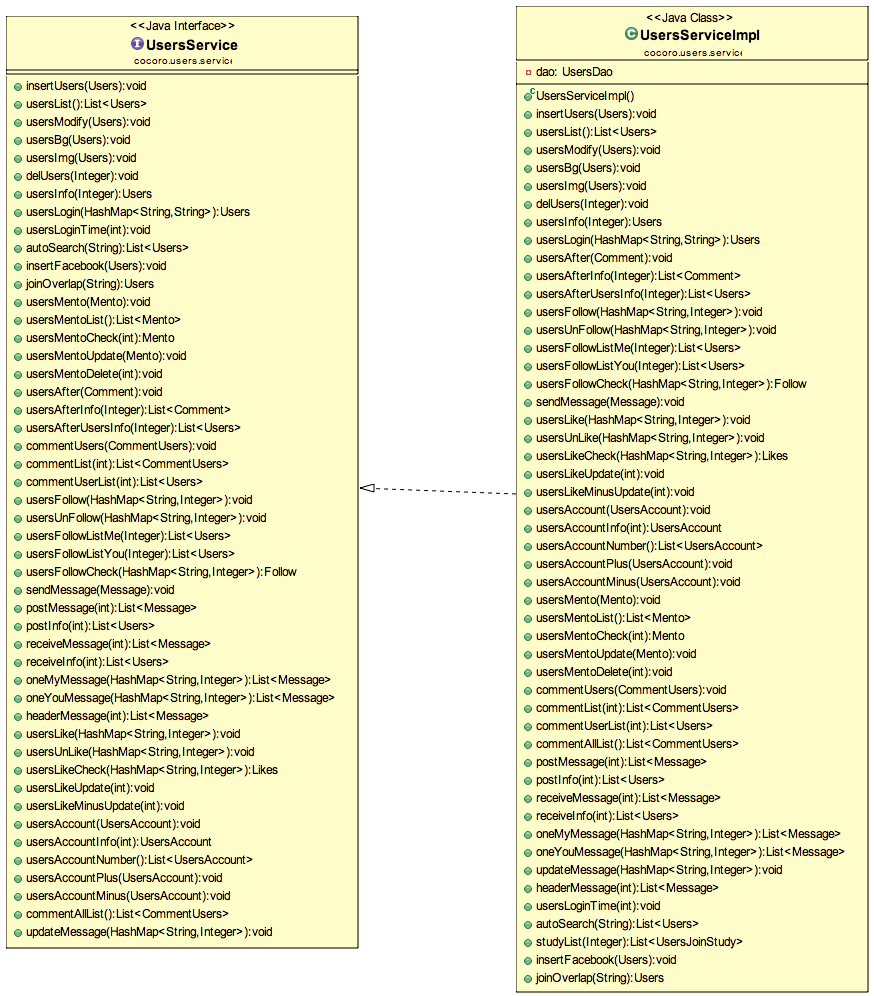 <<Java Interface>>
I UsersService
cocoro.users.service
insertUsers(Users):void
usersList():List<Users>
usersModify(Users):void
usersBg(Users):void
usersImg(Users):void
delUsers(Integer):void
usersInfo(Integer):Users
usersLogin(HashMap<String,String>):Users
usersLoginTime(int):void
autoSearch(String):List<Users>
insertFacebook(Users):void
joinOverlap(String):Users
usersMento(Mento):void
usersMentoList():List<Mento>
usersMentoCheck(int):Mento
usersMentoUpdate(Mento):void
usersMentoDelete(int):void
usersAfter(Comment):void
usersAfterInfo(Integer):List<Comment>
usersAfterUsersInfo(Integer):List<Users>
commentUsers(CommentUsers):void
commentList(int):List<CommentUsers>
commentUserList(int):List<Users>
usersFollow(HashMap<String,Integer>):void
usersUnFollow(HashMap<String,Integer>):void
usersFollowListMe(Integer):List<Users>
usersFollowListYou(Integer):List<Users>
usersFollowCheck(HashMap<String,Integer>):Follow
sendMessage(Message):void
postMessage(int):List<Message>
postInfo(int):List<Users>
receiveMessage(int):List<Message>
receiveInfo(int):List<Users>
oneMyMessage(HashMap<String,Integer>):List<Message>
oneYouMessage(HashMap<String,Integer>):List<Message>
headerMessage(int):List<Message>
usersLike(HashMap<String,Integer>):void
usersUnLike(HashMap<String,Integer>):void
usersLikeCheck(HashMap<String,Integer>):Likes
usersLikeUpdate(int):void
usersLikeMinusUpdate(int):void
usersAccount(UsersAccount):void
usersAccountInfo(int):UsersAccount
usersAccountNumber():List<UsersAccount>
usersAccountPlus(UsersAccount):void
usersAccountMinus(UsersAccount):void
commentAllList():List<CommentUsers>
updateMessage(HashMap<String,Integer>):void
<<Java Class>>
C UsersServiceImpl
cocoro.users.service
dao: UsersDao
C UsersServiceImpl()
insertUsers(Users):void
usersList():List<Users>
usersModify(Users):void
usersBg(Users):void
usersImg(Users):void
delUsers(Integer):void
usersInfo(Integer):Users
usersLogin(HashMap<String,String>):Users
usersAfter(Comment):void
usersAfterInfo(Integer):List<Comment>
usersAfterUsersInfo(Integer):List<Users>
usersFollow(HashMap<String,Integer>):void
usersUnFollow(HashMap<String,Integer>):void
usersFollowListMe(Integer):List<Users>
usersFollowListYou(Integer):List<Users>
usersFollowCheck(HashMap<String,Integer>):Follow
sendMessage(Message):void
usersLike(HashMap<String,Integer>):void
usersUnLike(HashMap<String,Integer>):void
usersLikeCheck(HashMap<String,Integer>):Likes
usersLikeUpdate(int):void
usersLikeMinusUpdate(int):void
usersAccount(UsersAccount):void
usersAccountInfo(int):UsersAccount
usersAccountNumber():List<UsersAccount>
usersAccountPlus(UsersAccount):void
usersAccountMinus(UsersAccount):void
usersMento(Mento):void
usersMentoList():List<Mento>
usersMentoCheck(int):Mento
usersMentoUpdate(Mento):void
usersMentoDelete(int):void
commentUsers(CommentUsers):void
commentList(int):List<CommentUsers>
commentUserList(int):List<Users>
commentAllList():List<CommentUsers>
postMessage(int):List<Message>
postInfo(int):List<Users>
receiveMessage(int):List<Message>
receiveInfo(int):List<Users>
oneMyMessage(HashMap<String,Integer>):List<Message>
oneYouMessage(HashMap<String,Integer>):List<Message>
updateMessage(HashMap<String,Integer>):void
headerMessage(int):List<Message>
usersLoginTime(int):void
autoSearch(String):List<Users>
studyList(Integer):List<UsersJoinStudy>
insertFacebook(Users):void
joinOverlap(String):Users